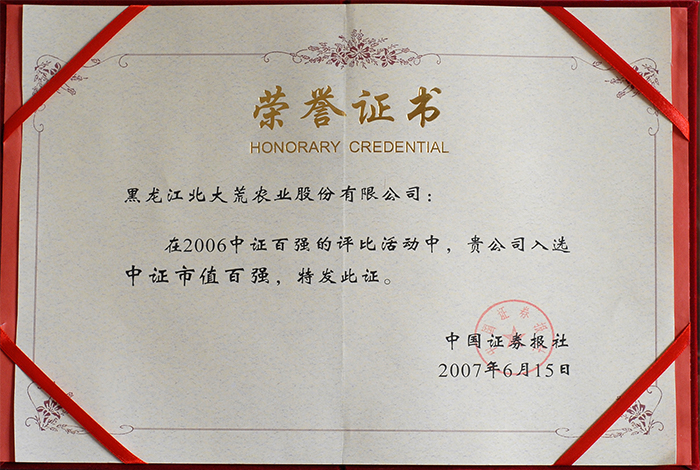 荣誉证书
HONORARY CREDENTIAL
黑龙江北大荒农业股份有限公司：
在2006中证百强的评比活动中，贵公司入选
中证市值百强，特发此证。
中国证券报社
2007年6月15日